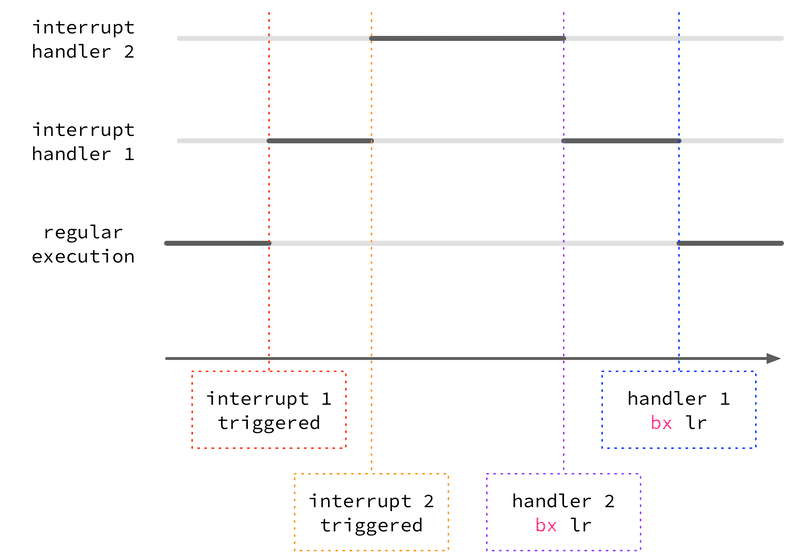 interrupt
handler 2
interrupt
handler 1
regular
execution
interrupt 1
triggered
handler 1
bx lr
interrupt 2
triggered
handler 2
bx lr